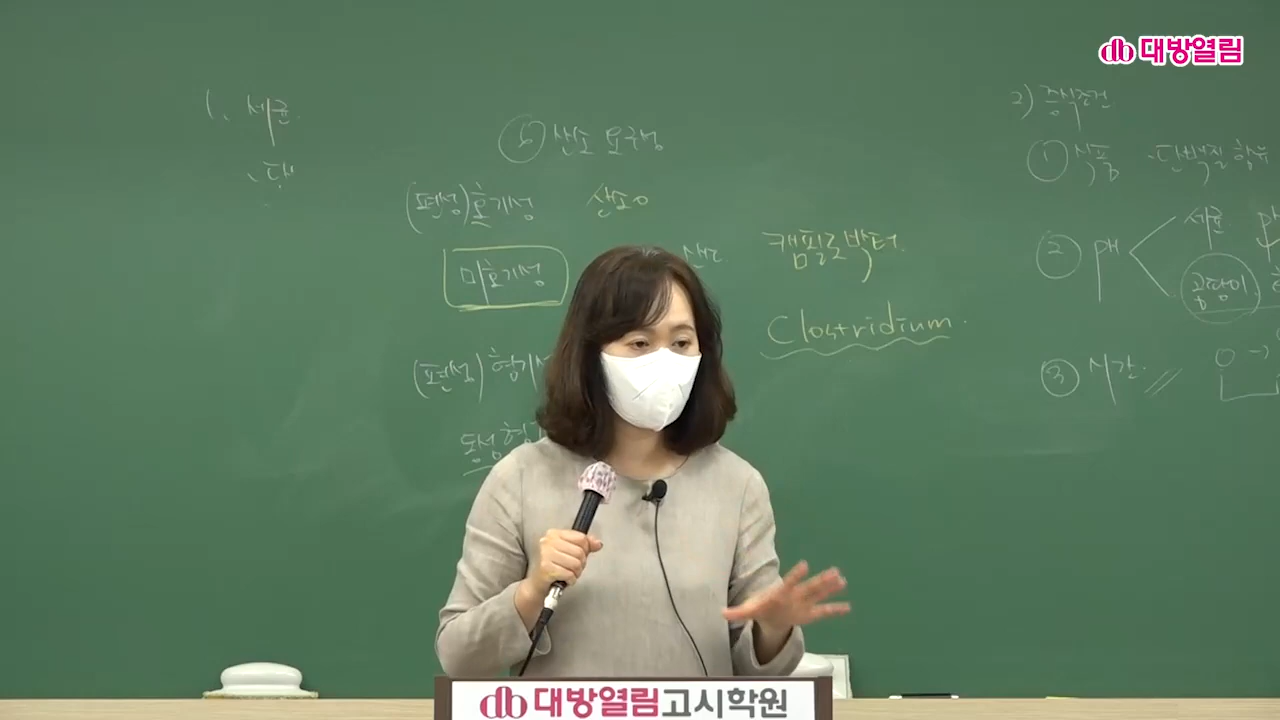 대방열림
1. 세균
⑥ 산소 요구성
(편성)호기성 산소o
미호기성
캠필로박터.
(편성)혐기
Clostridium.
2) 증식조건
① 식품 · 단백질 함유
② pH
세균
곰팡이
③ 시간
대방열림고시학원